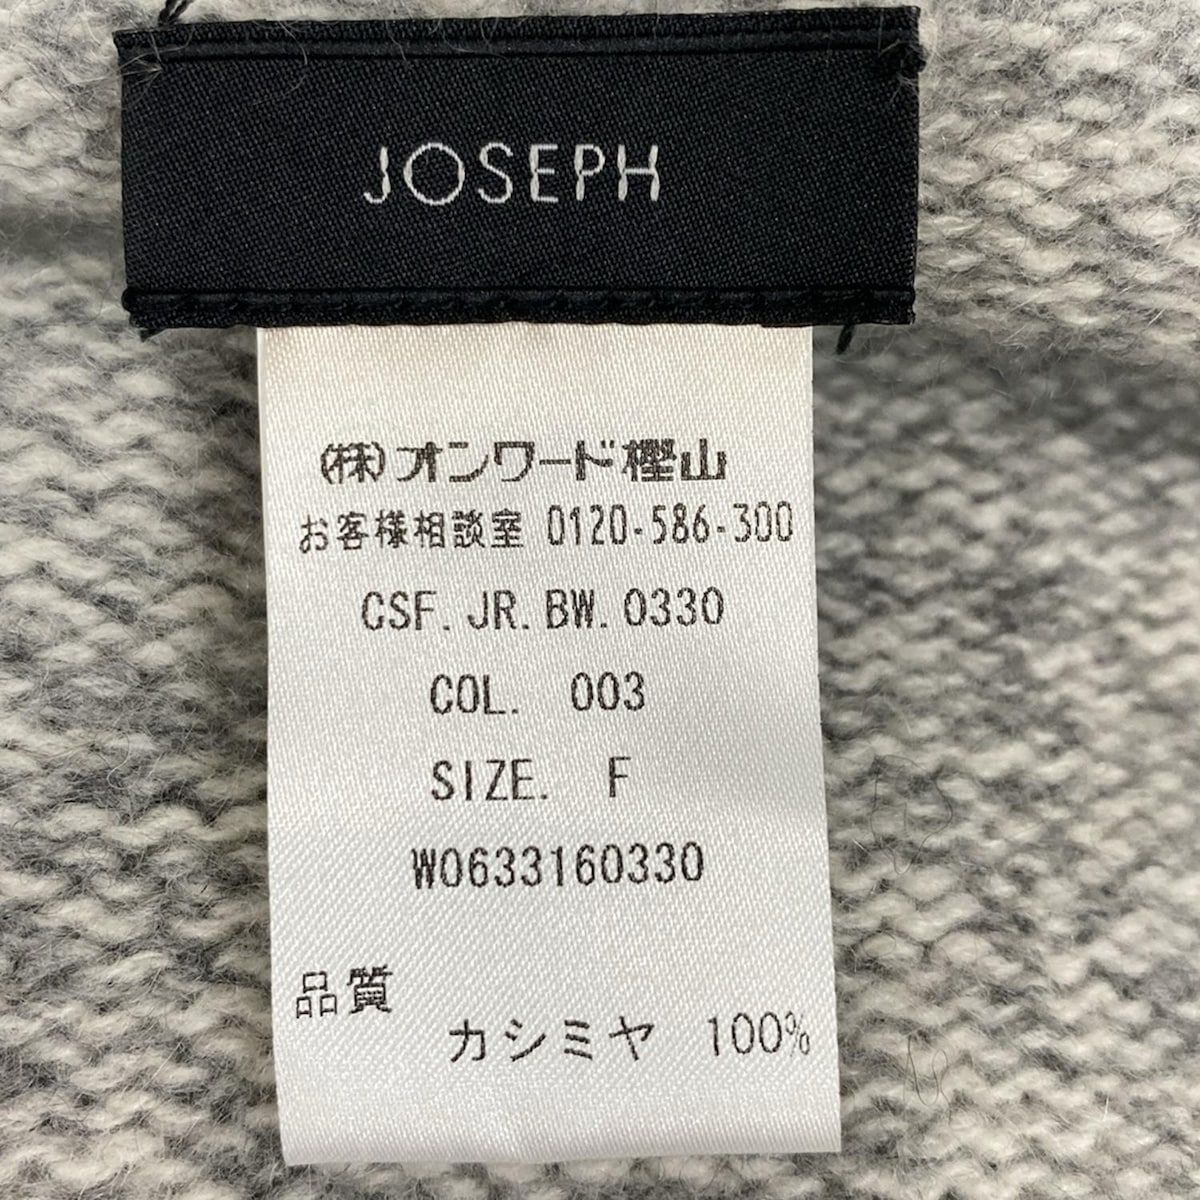 JOSEPH
(株)オンワード樫山
お客様相談室 0120-586-300
CSF.JR.BW.0330
COL. 003
SIZE. F
W0633160330
品質
カシミヤ 100%